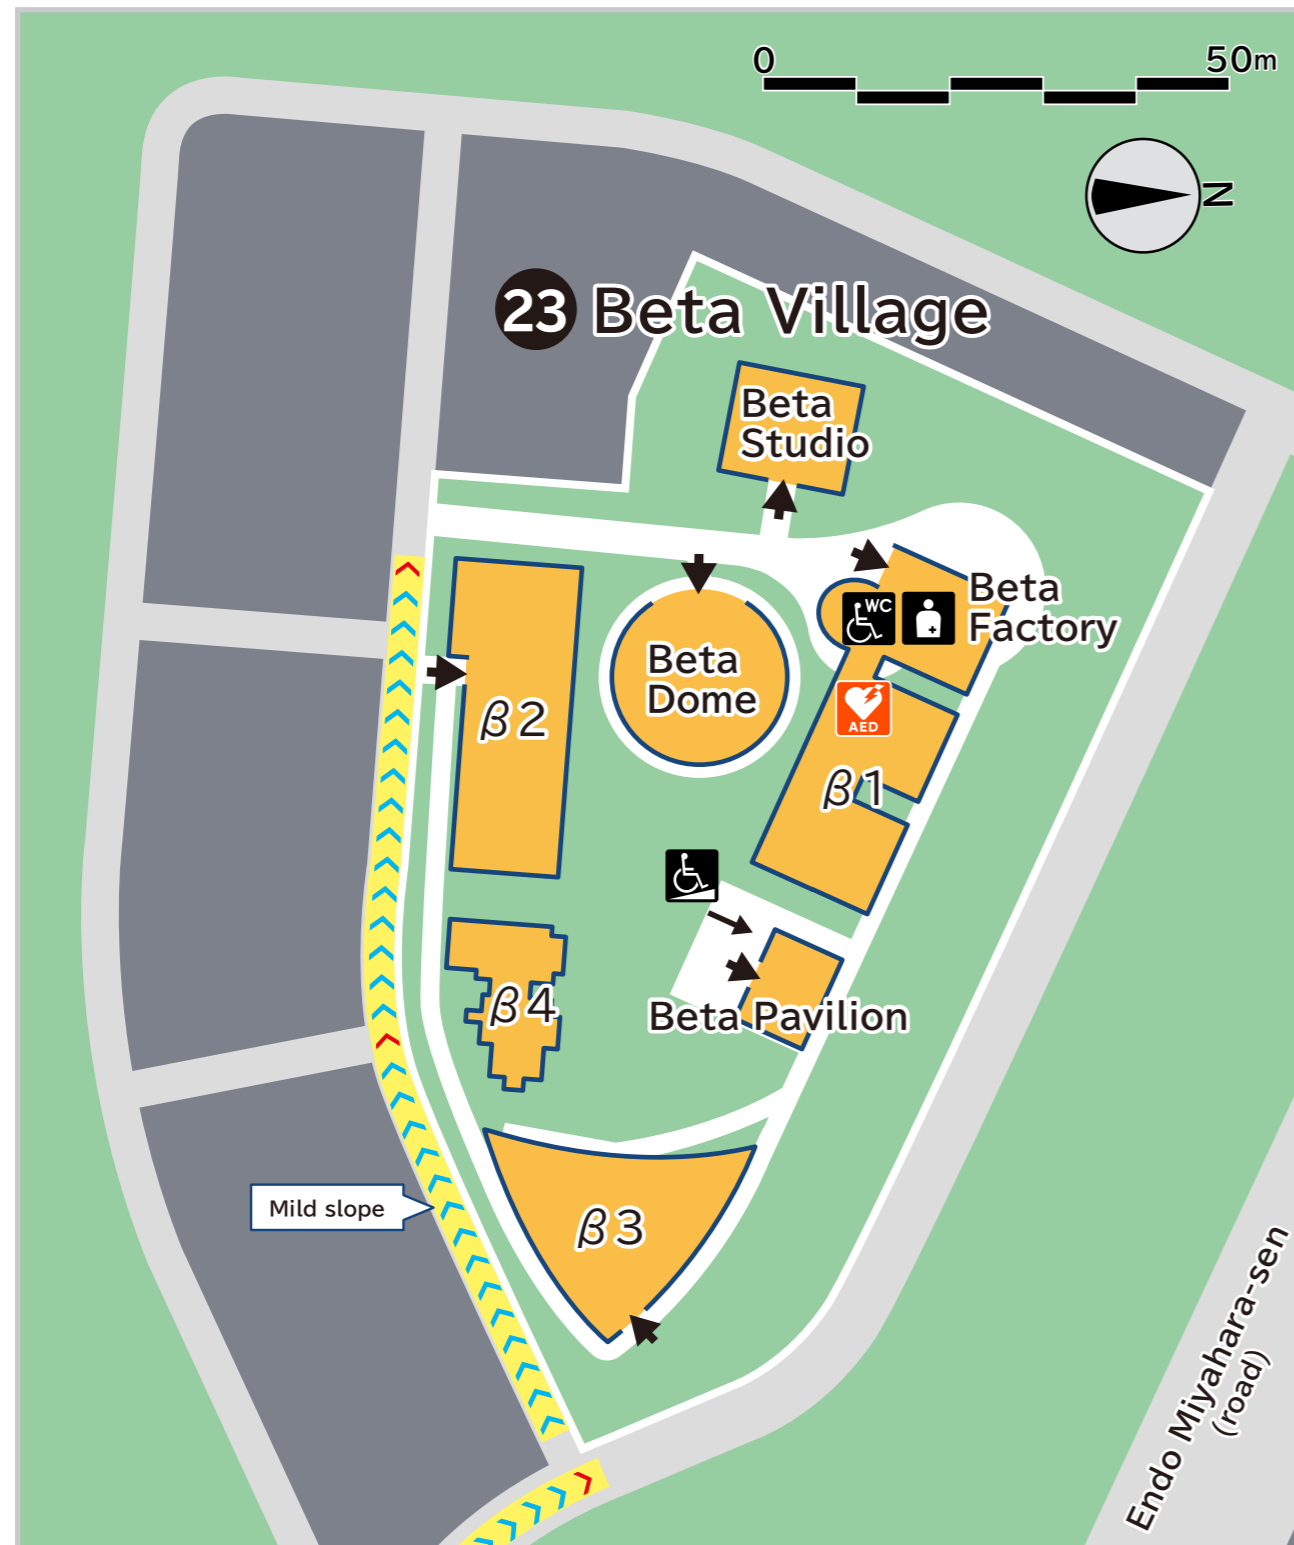 0 50m
N
23 Beta Village
Beta
Studio
Beta
Factory
WC
Beta
Dome
AED
β2
β1
β4
Beta Pavilion
Mild slope
β3
Endo Miyahara-sen
(road)